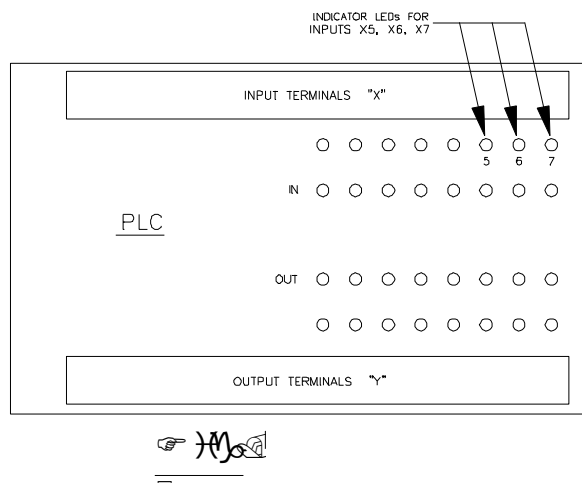 INDICATOR LEDs FOR
INPUTS X5, X6, X7
INPUT TERMINALS "X"
5 6 7
IN
PLC
OUT
OUTPUT TERMINALS "Y"